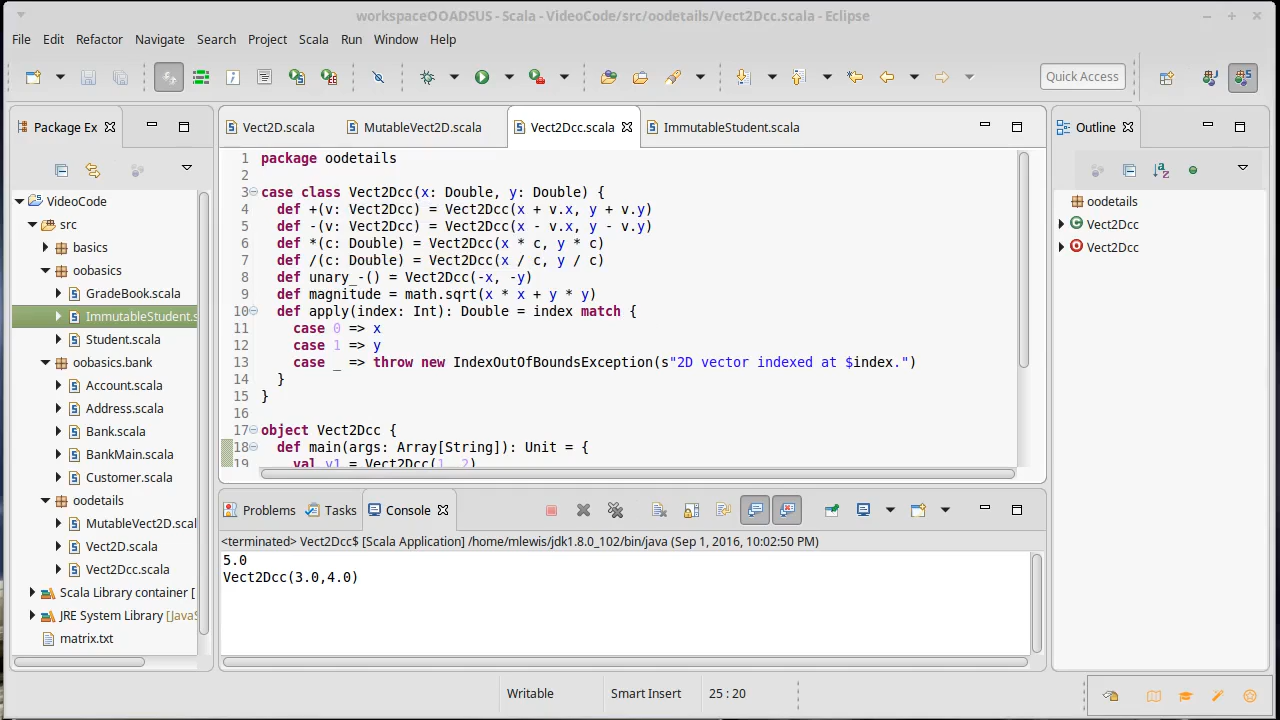 workspaceOOADSUS - Scala - VideoCode/src/oodetails/Vect2Dcc.scala - Eclipse
File Edit Refactor Navigate Search Project Scala Run Window Help
Quick Access
Package Ex
VideoCode
src
basics
oobasics
GradeBook.scala
ImmutableStudent.s
Student.scala
oobasics.bank
Account.scala
Address.scala
Bank.scala
BankMain.scala
Customer.scala
oodetails
MutableVect2D.scal
Vect2D.scala
Vect2Dcc.scala
Scala Library container [
JRE System Library [JavaS
matrix.txt
Vect2D.scala MutableVect2D.scala Vect2Dcc.scala ImmutableStudent.scala
1 package oodetails
2
3 case class Vect2Dcc(x: Double, y: Double) {
4 def +(v: Vect2Dcc) = Vect2Dcc(x + v.x, y + v.y)
5 def -(v: Vect2Dcc) = Vect2Dcc(x - v.x, y - v.y)
6 def *(c: Double) = Vect2Dcc(x * c, y * c)
7 def /(c: Double) = Vect2Dcc(x / c, y / c)
8 def unary_-() = Vect2Dcc(-x, -y)
9 def magnitude = math.sqrt(x * x + y * y)
10 def apply(index: Int): Double = index match {
11 case 0 => x
12 case 1 => y
13 case _ => throw new IndexOutOfBoundsException(s"2D vector indexed at $index.")
14 }
15 }
16
17 object Vect2Dcc {
18 def main(args: Array[String]): Unit = {
19 val v1 = Vect2Dcc(1, 2)
Problems Tasks Console
<terminated> Vect2Dcc$ [Scala Application] /home/mlewis/jdk1.8.0_102/bin/java (Sep 1, 2016, 10:02:50 PM)
5.0
Vect2Dcc(3.0,4.0)
Outline
oodetails
Vect2Dcc
Vect2Dcc
Writable Smart Insert 25 : 20